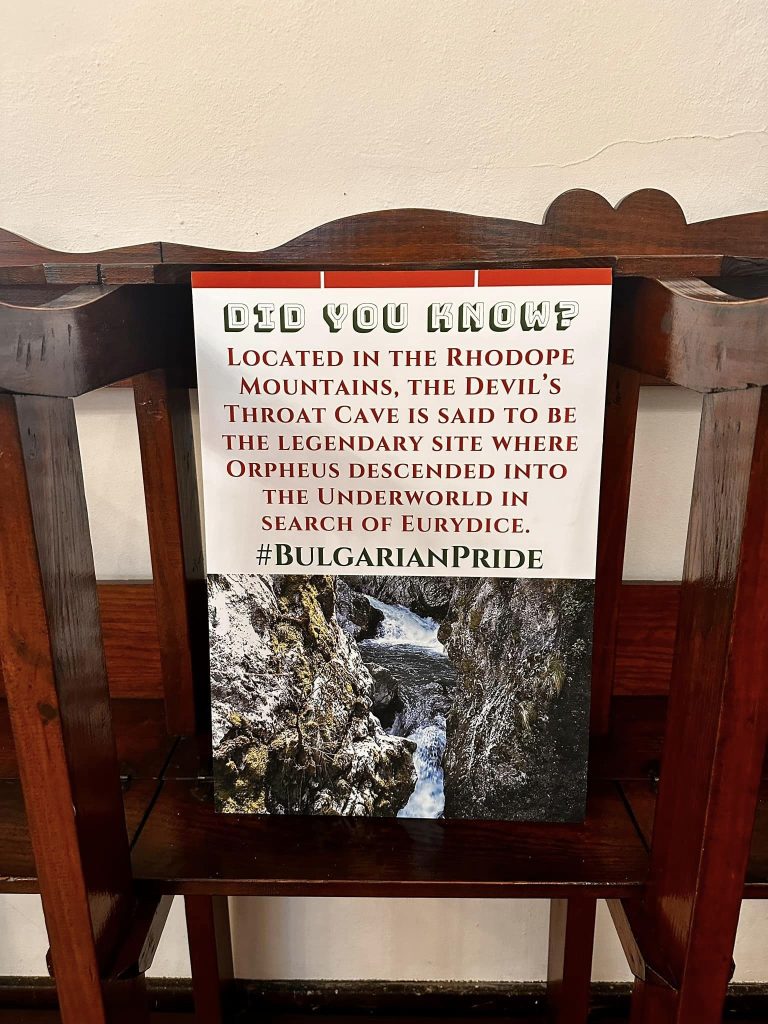 DID YOU KNOW?
Located in the Rhodope
Mountains, the Devil's
Throat Cave is said to be
the legendary site where
Orpheus descended into
the Underworld in
search of Eurydice.
#BulgarianPride